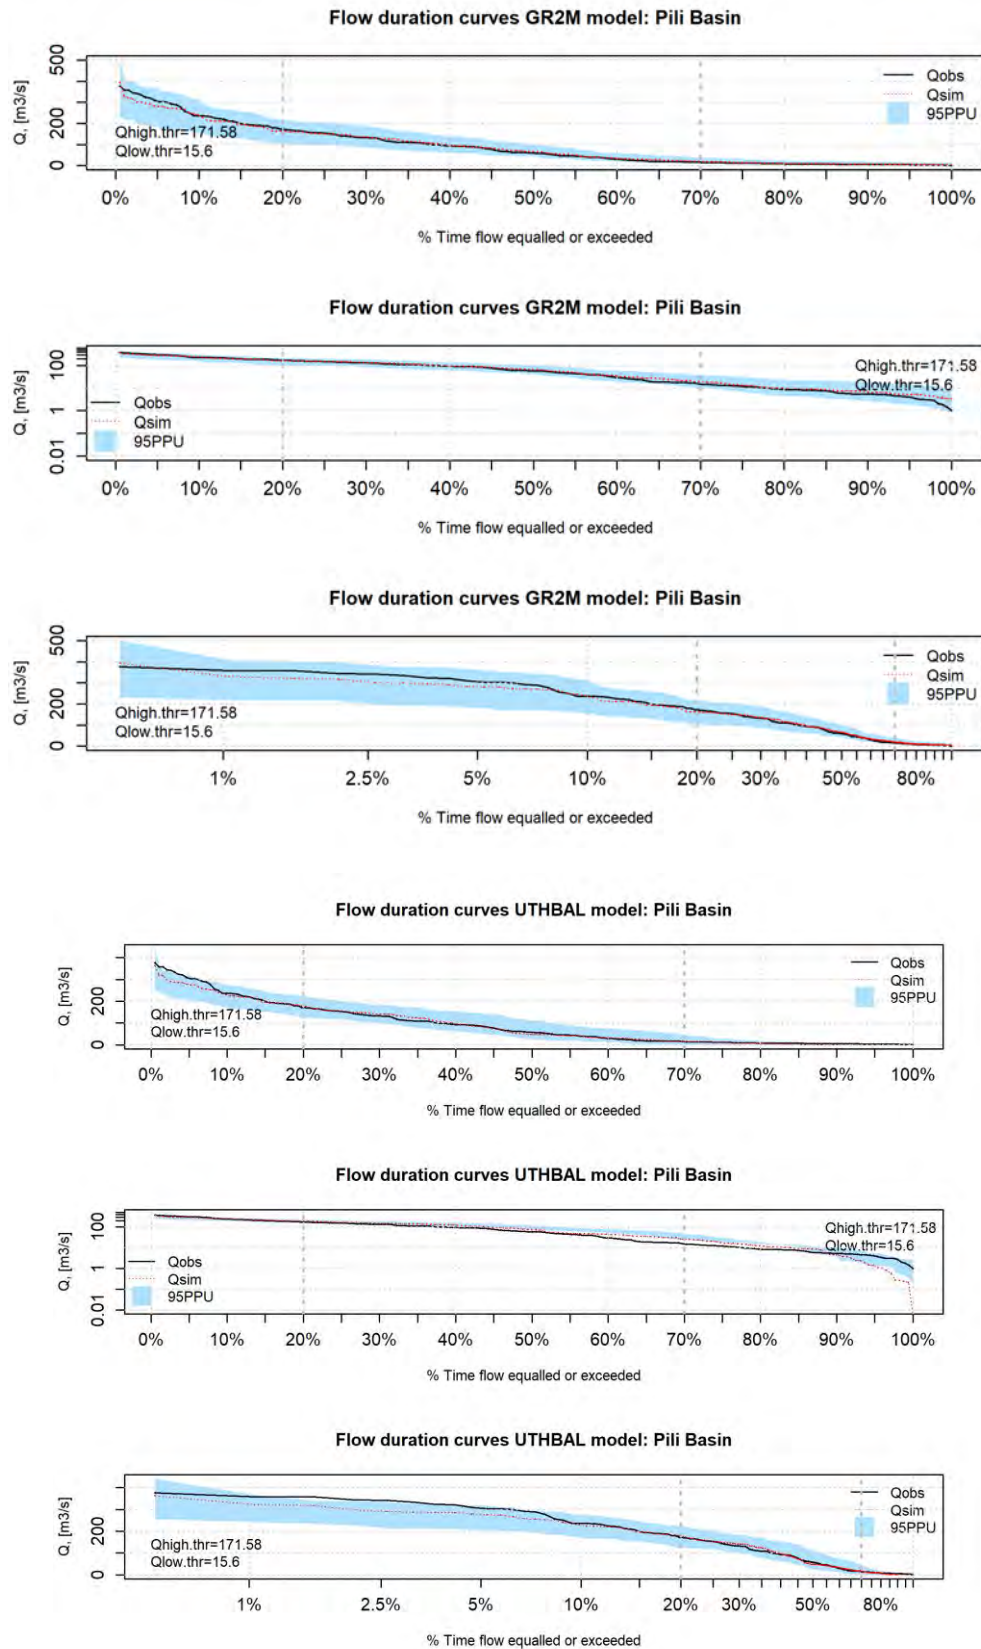 Flow duration curves GR2M model: Pili Basin
Q, [m3/s]
500
200
0
Qhigh.thr=171.58
Qlow.thr=15.6
Qobs
Qsim
95PPU
0% 10% 20% 30% 40% 50% 60% 70% 80% 90% 100%
% Time flow equalled or exceeded
Flow duration curves GR2M model: Pili Basin
Q, [m3/s]
100
1
0.01
Qhigh.thr=171.58
Qlow.thr=15.6
Qobs
Qsim
95PPU
0% 10% 20% 30% 40% 50% 60% 70% 80% 90% 100%
% Time flow equalled or exceeded
Flow duration curves GR2M model: Pili Basin
Q, [m3/s]
500
200
0
Qhigh.thr=171.58
Qlow.thr=15.6
Qobs
Qsim
95PPU
1% 2.5% 5% 10% 20% 30% 50% 80%
% Time flow equalled or exceeded
Flow duration curves UTHBAL model: Pili Basin
Q, [m3/s]
200
0
Qhigh.thr=171.58
Qlow.thr=15.6
Qobs
Qsim
95PPU
0% 10% 20% 30% 40% 50% 60% 70% 80% 90% 100%
% Time flow equalled or exceeded
Flow duration curves UTHBAL model: Pili Basin
Q, [m3/s]
100
1
0.01
Qhigh.thr=171.58
Qlow.thr=15.6
Qobs
Qsim
95PPU
0% 10% 20% 30% 40% 50% 60% 70% 80% 90% 100%
% Time flow equalled or exceeded
Flow duration curves UTHBAL model: Pili Basin
Q, [m3/s]
200
0
Qhigh.thr=171.58
Qlow.thr=15.6
Qobs
Qsim
95PPU
1% 2.5% 5% 10% 20% 30% 50% 80%
% Time flow equalled or exceeded